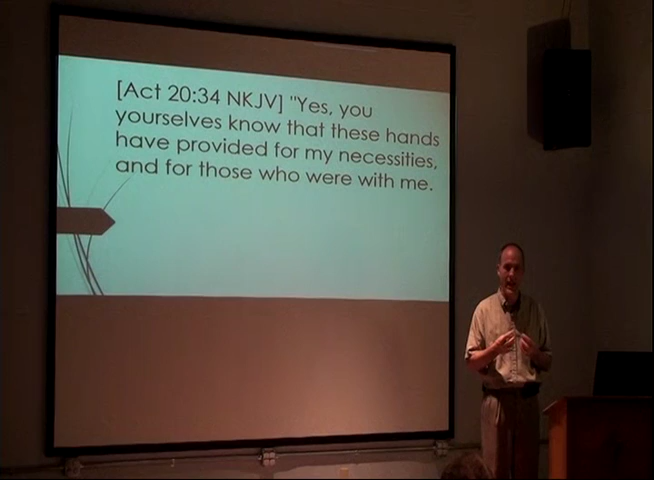 [Act 20:34 NKJV] "Yes, you
yourselves know that these hands
have provided for my necessities,
and for those who were with me.